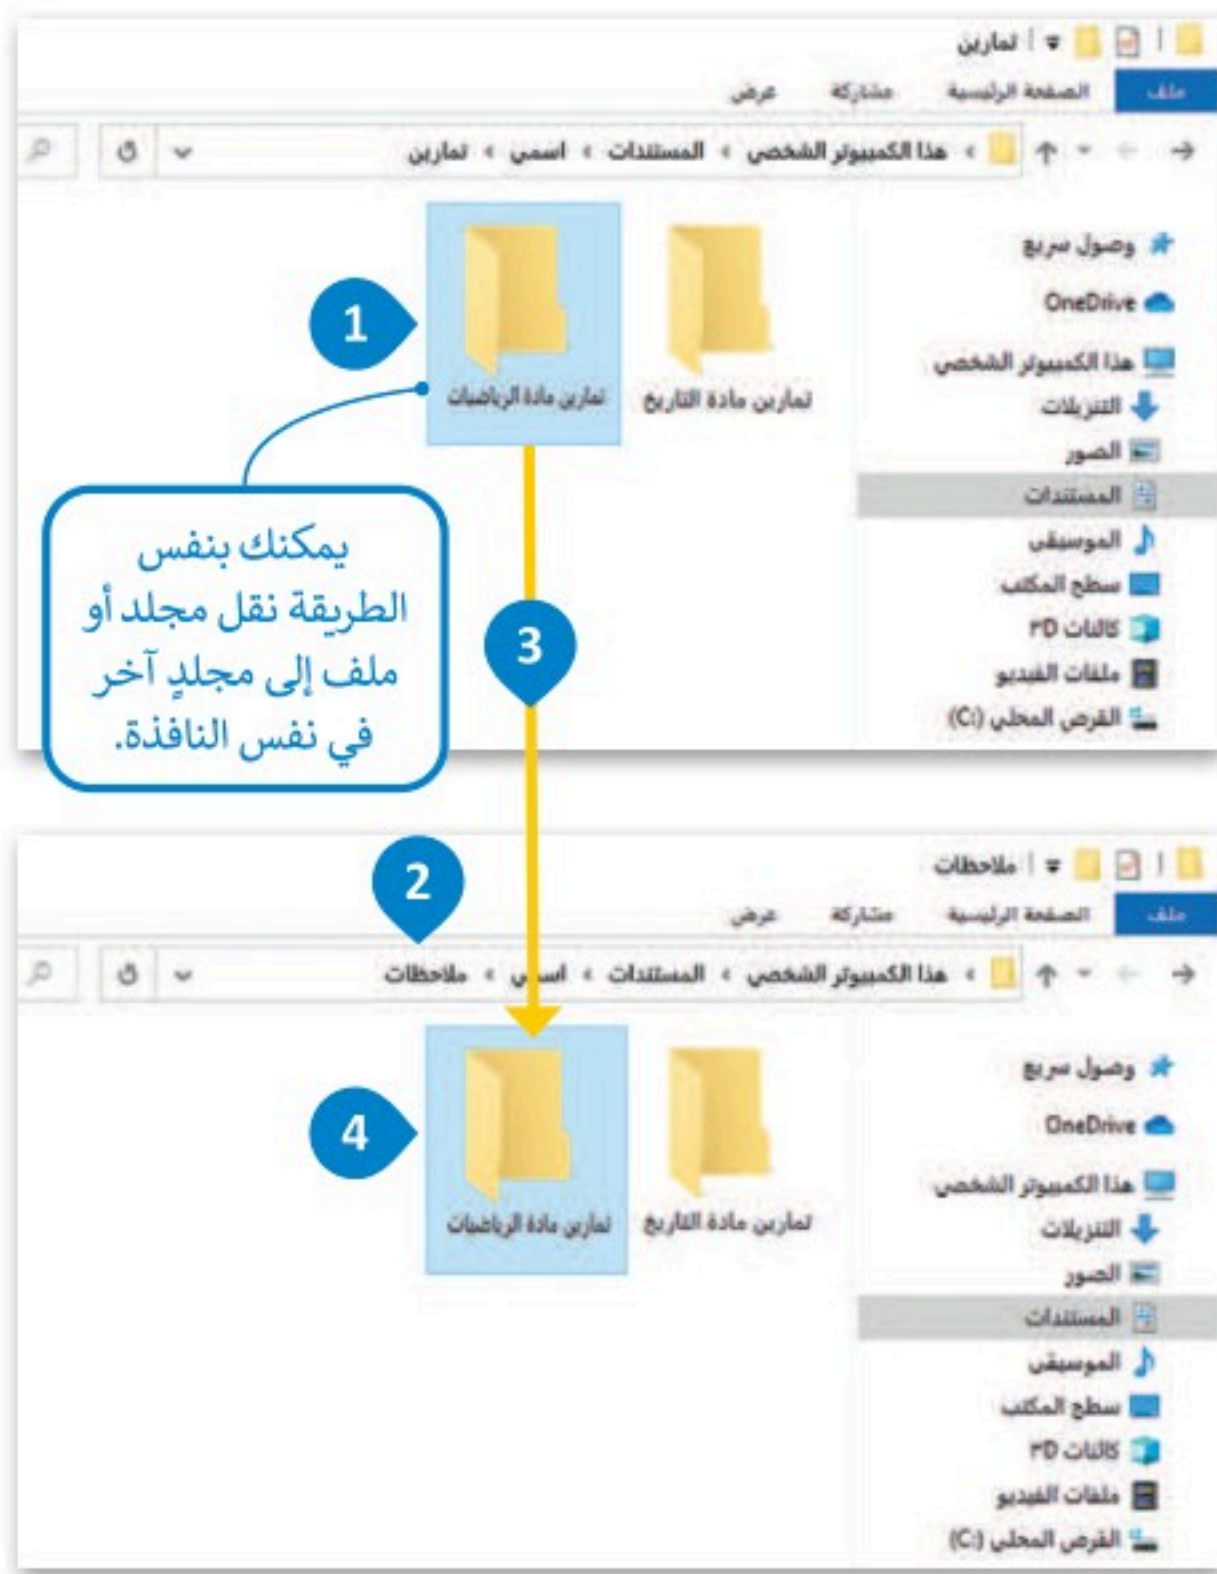 تمارين
ملف الصفحة الرئيسية مشاركة عرض
هذا الكمبيوتر الشخصي › المستندات › اسمي › تمارين
وصول سريع
OneDrive
هذا الكمبيوتر الشخصي
التنزيلات
الصور
المستندات
الموسيقى
سطح المكتب
كائنات ٣D
ملفات الفيديو
القرص المحلي (C:)
تمارين مادة التاريخ
تمارين مادة الرياضيات
1
يمكنك بنفس
الطريقة نقل مجلد أو
ملف إلى مجلدٍ آخر
في نفس النافذة.
3
2
ملاحظات
ملف الصفحة الرئيسية مشاركة عرض
هذا الكمبيوتر الشخصي › المستندات › اسمي › ملاحظات
وصول سريع
OneDrive
هذا الكمبيوتر الشخصي
التنزيلات
الصور
المستندات
الموسيقى
سطح المكتب
كائنات ٣D
ملفات الفيديو
القرص المحلي (C:)
تمارين مادة التاريخ
تمارين مادة الرياضيات
4